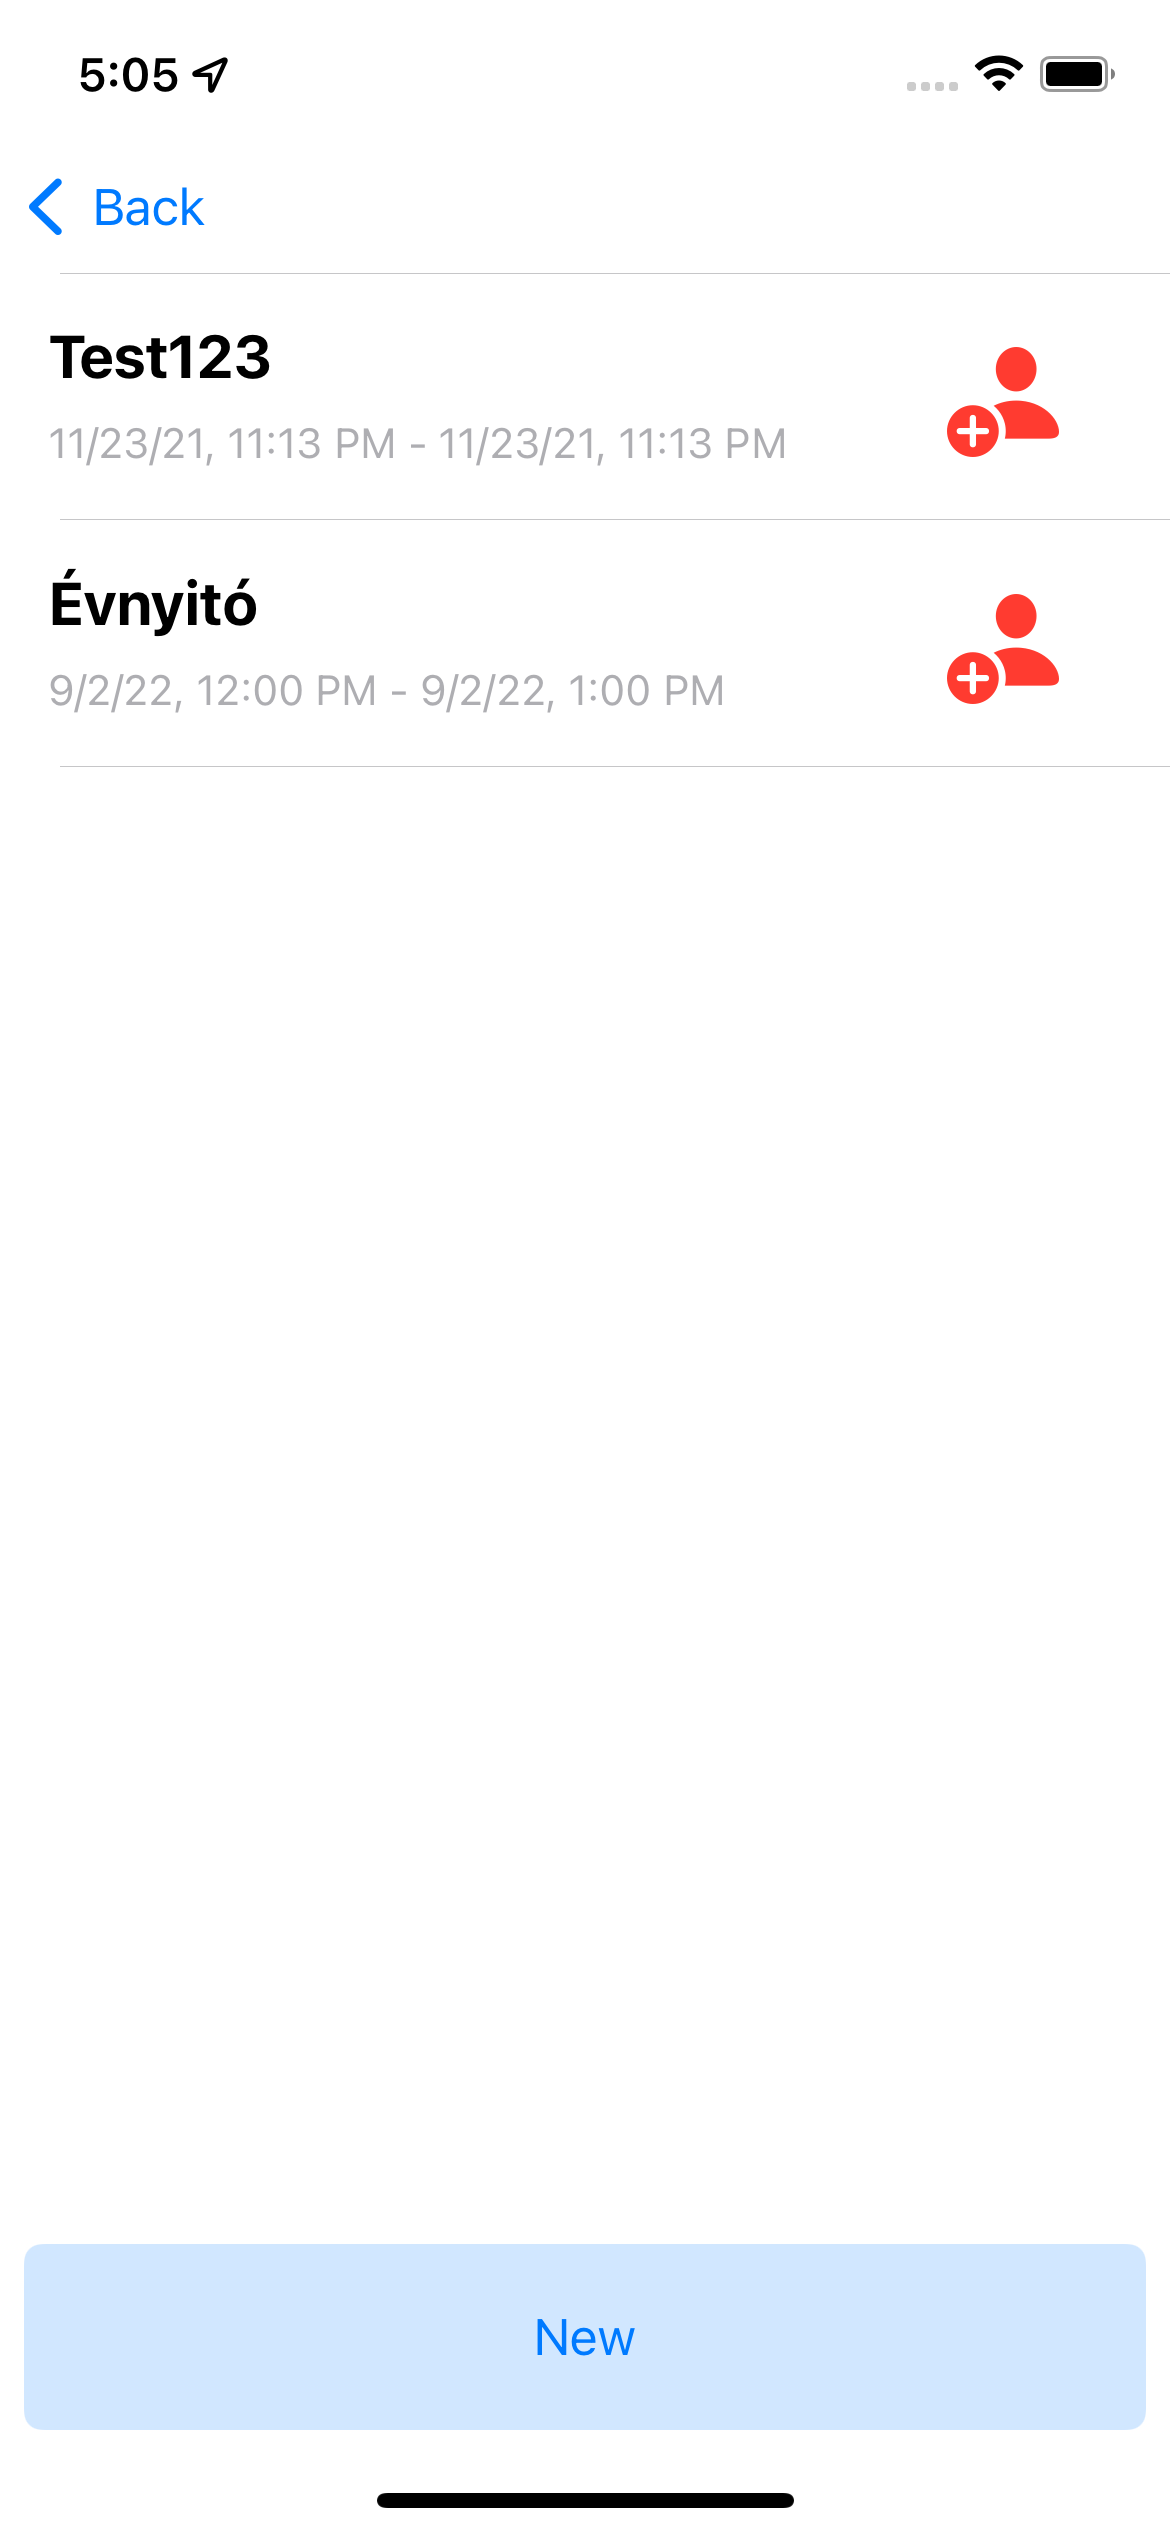 5:05
Back
Test123
11/23/21, 11:13 PM - 11/23/21, 11:13 PM
Évnyitó
9/2/22, 12:00 PM - 9/2/22, 1:00 PM
New